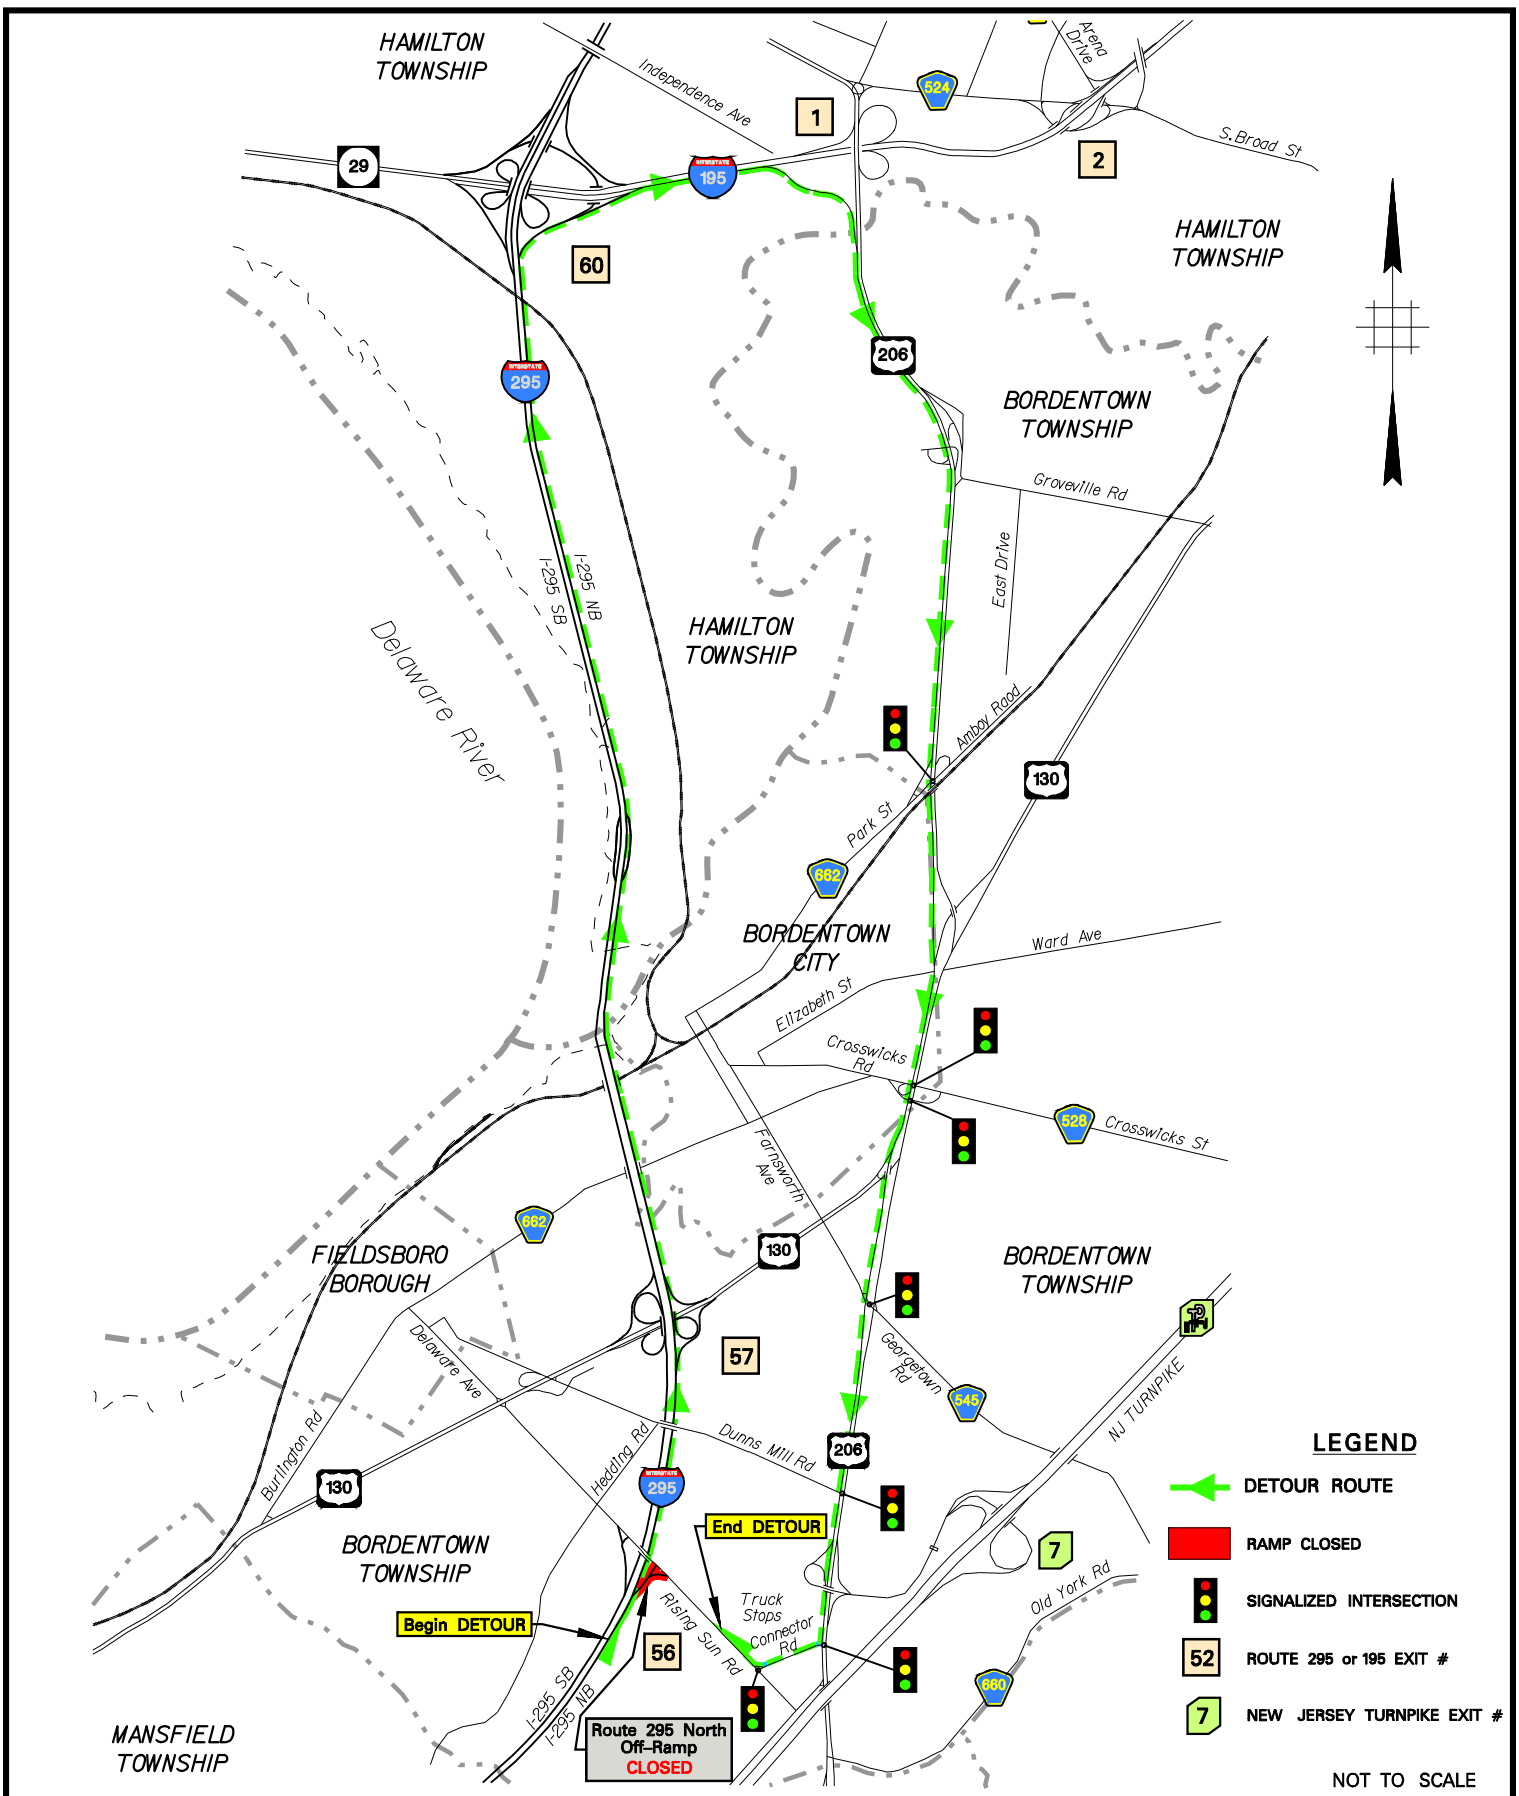 HAMILTON
TOWNSHIP
Independence Ave
Arena
Drive
524
1
2
S.Broad St
29
INTERSTATE
195
HAMILTON
TOWNSHIP
60
206
INTERSTATE
295
BORDENTOWN
TOWNSHIP
Groveville Rd
East Drive
I-295 SB
I-295 NB
Delaware River
HAMILTON
TOWNSHIP
Amboy Raod
130
Park St
662
BORDENTOWN
CITY
Ward Ave
Elizabeth St
Crosswicks
Rd
528
Crosswicks St
Farnsworth
Ave
662
FIELDSBORO
BOROUGH
130
BORDENTOWN
TOWNSHIP
57
Delaware Ave
Georgetown
Rd
545
NJ TURNPIKE
Burlington Rd
Hedding Rd
Dunns Mill Rd
206
130
INTERSTATE
295
End DETOUR
BORDENTOWN
TOWNSHIP
7
Old York Rd
Truck
Stops
Connector
Rd
Rising Sun Rd
Begin DETOUR
56
660
I-295 SB
I-295 NB
Route 295 North
Off-Ramp
CLOSED
MANSFIELD
TOWNSHIP
LEGEND
DETOUR ROUTE
RAMP CLOSED
SIGNALIZED INTERSECTION
52 ROUTE 295 or 195 EXIT #
7 NEW JERSEY TURNPIKE EXIT #
NOT TO SCALE